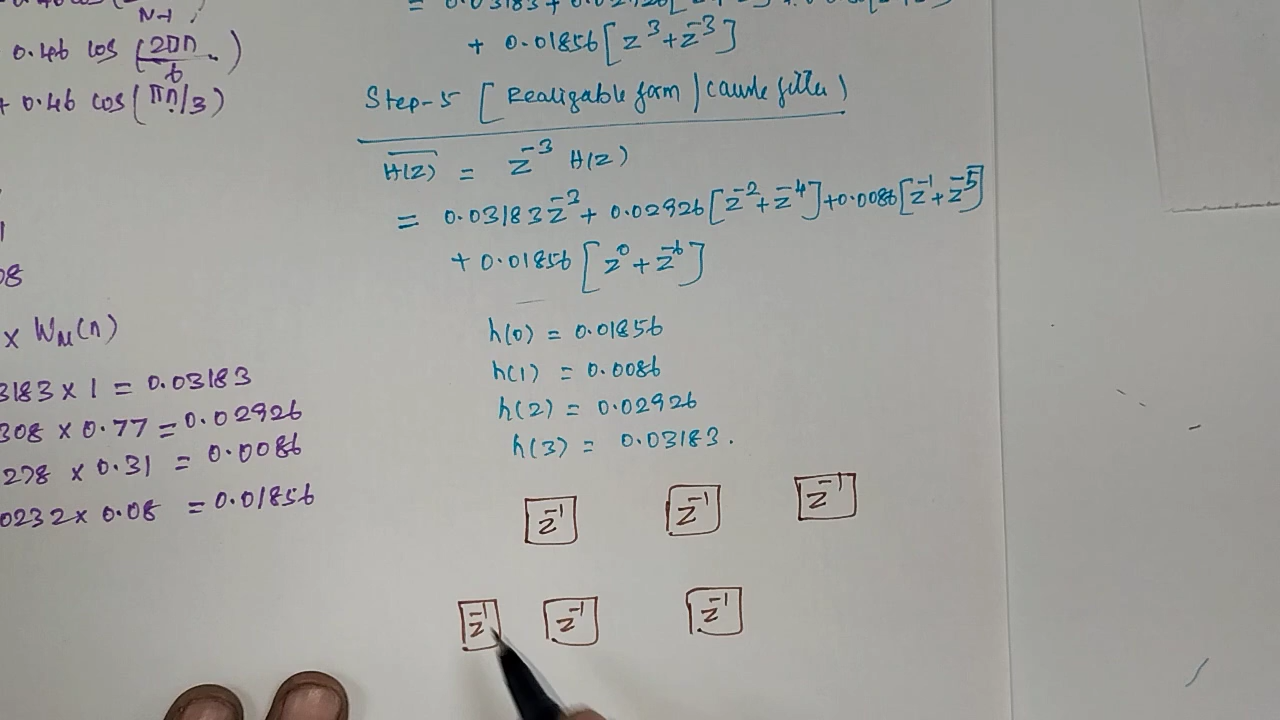 N-1
0.46 cos (2πn/6)
+ 0.46 cos (πn/3)
08
x W_M(n)
3183 x 1 = 0.03183
308 x 0.77 = 0.02926
278 x 0.31 = 0.0086
0232 x 0.08 = 0.01856
+ 0.01856 [z^3 + z^-3]
Step-5 [Realizable form /
H(z) = z^-3 H(z)
= 0.03183 z^-3 + 0.02926 [z^-2 + z^-4] + 0.0086 [z^-1 + z^-5]
+ 0.01856 [z^0 + z^-6]
h(0) = 0.01856
h(1) = 0.0086
h(2) = 0.02926
h(3) = 0.03183.
z^-1 z^-1 z^-1
z^-1 z^-1 z^-1